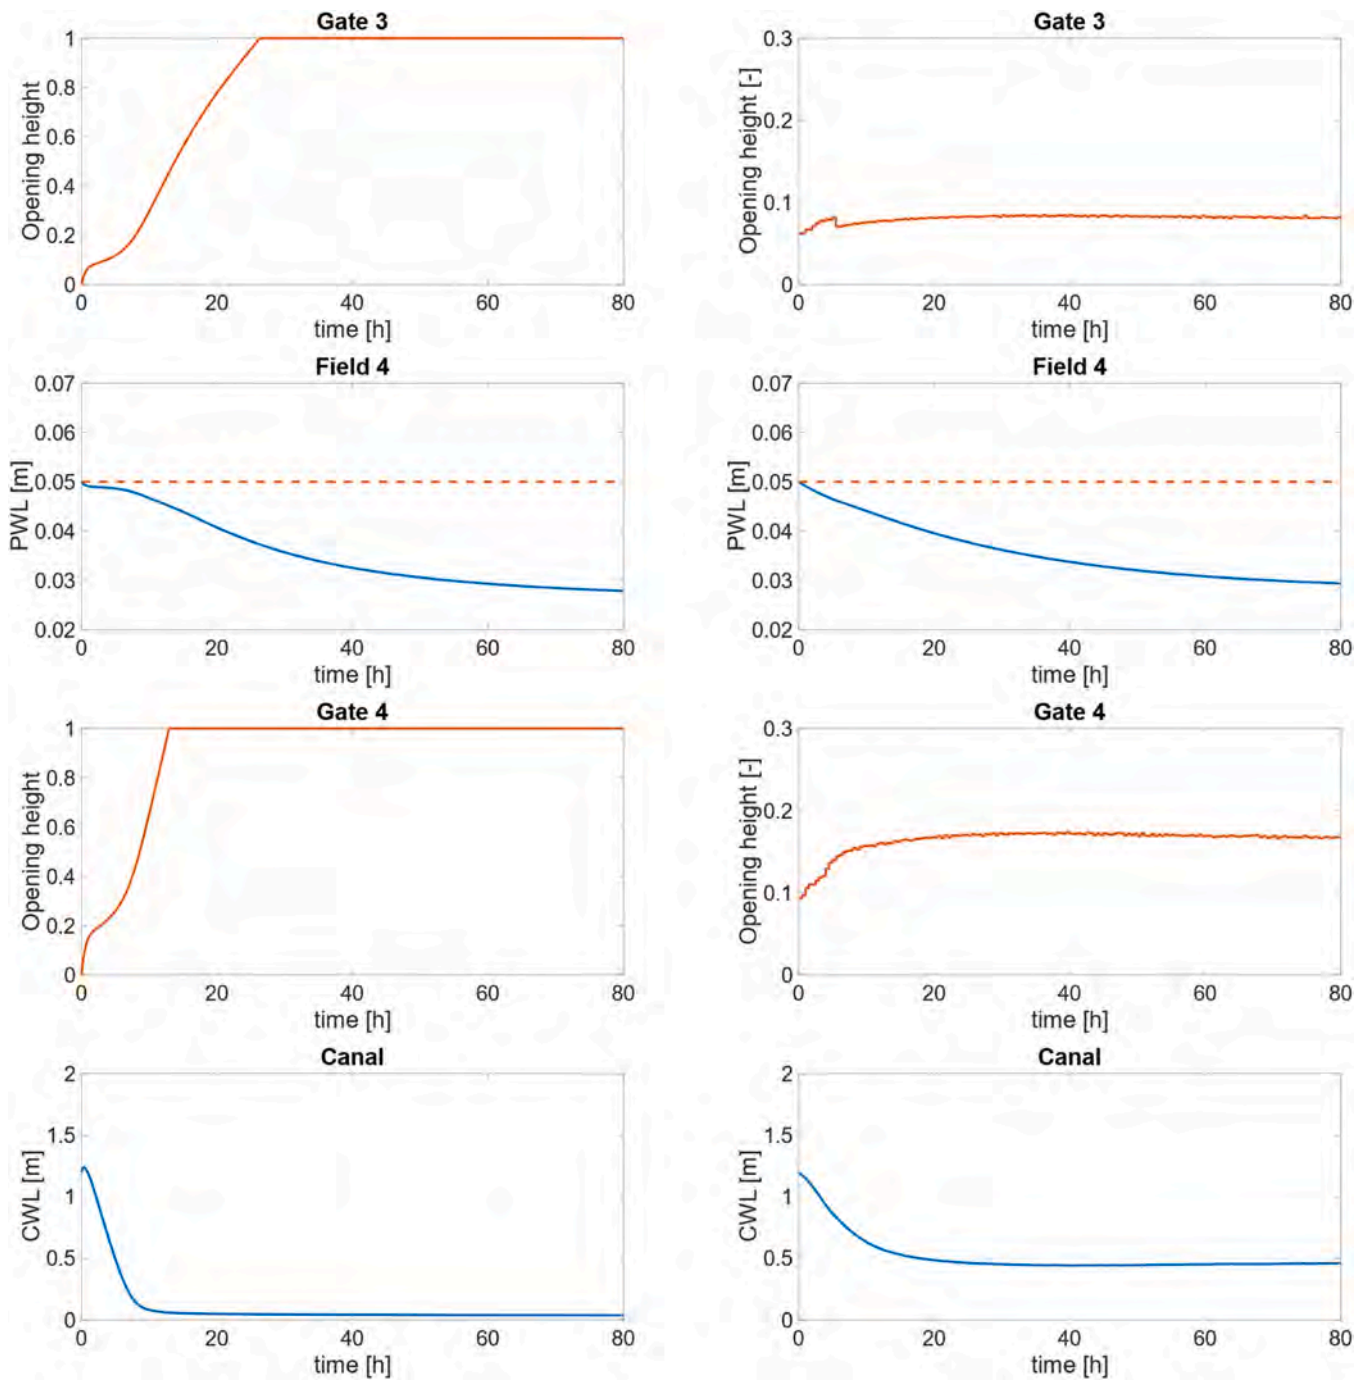 Gate 3
Opening height
1
0.8
0.6
0.4
0.2
0
0 20 40 60 80
time [h]
Gate 3
Opening height [-]
0.3
0.2
0.1
0
0 20 40 60 80
time [h]
Field 4
PWL [m]
0.07
0.06
0.05
0.04
0.03
0.02
0 20 40 60 80
time [h]
Field 4
PWL [m]
0.07
0.06
0.05
0.04
0.03
0.02
0 20 40 60 80
time [h]
Gate 4
Opening height
1
0.8
0.6
0.4
0.2
0
0 20 40 60 80
time [h]
Gate 4
Opening height [-]
0.3
0.2
0.1
0
0 20 40 60 80
time [h]
Canal
CWL [m]
2
1.5
1
0.5
0
0 20 40 60 80
time [h]
Canal
CWL [m]
2
1.5
1
0.5
0
0 20 40 60 80
time [h]